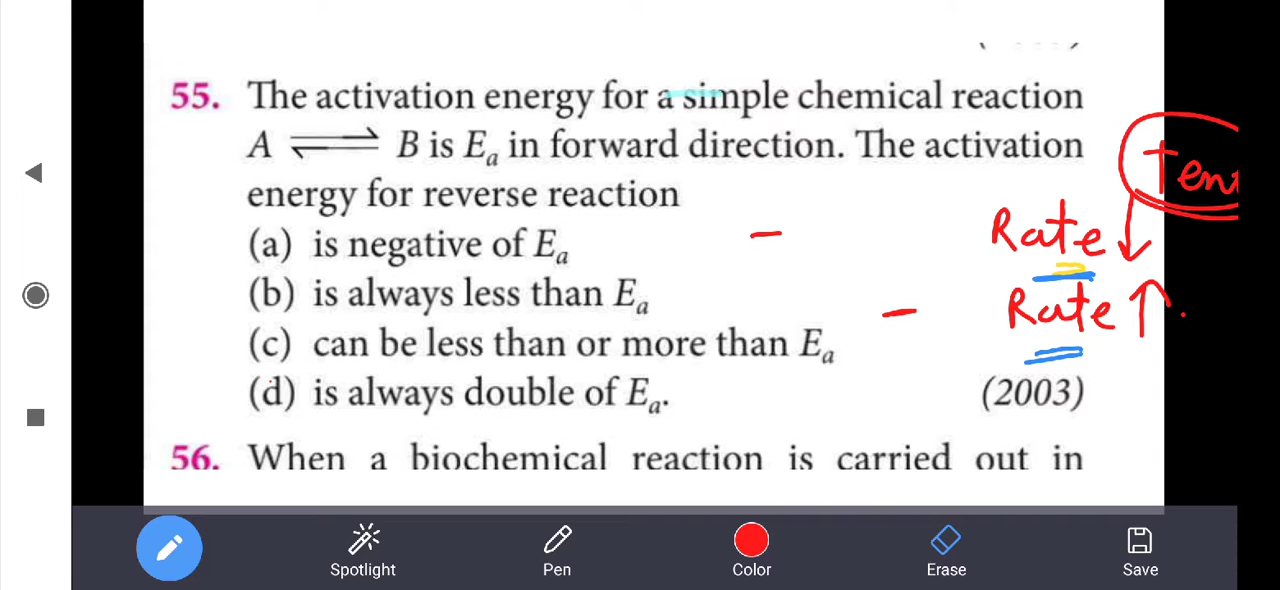 55. The activation energy for a simple chemical reaction
A ⇌ B is Eₐ in forward direction. The activation
energy for reverse reaction
(a) is negative of Eₐ
(b) is always less than Eₐ
(c) can be less than or more than Eₐ
(d) is always double of Eₐ. (2003)
56. When a biochemical reaction is carried out in
Rate ↓
Rate ↑
Spotlight
Pen
Color
Erase
Save